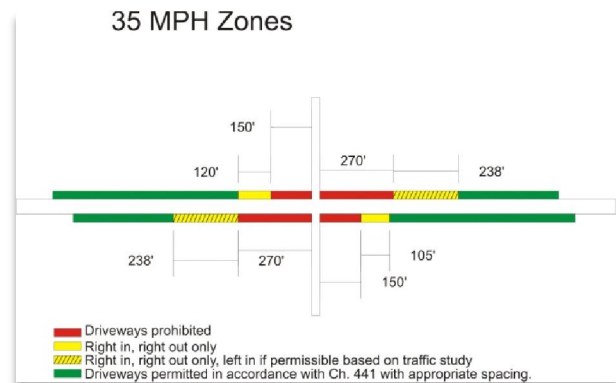 35 MPH Zones
150'
120'
270'
238'
238'
270'
105'
150'
Driveways prohibited
Right in, right out only
Right in, right out only, left in if permissible based on traffic study
Driveways permitted in accordance with Ch. 441 with appropriate spacing.